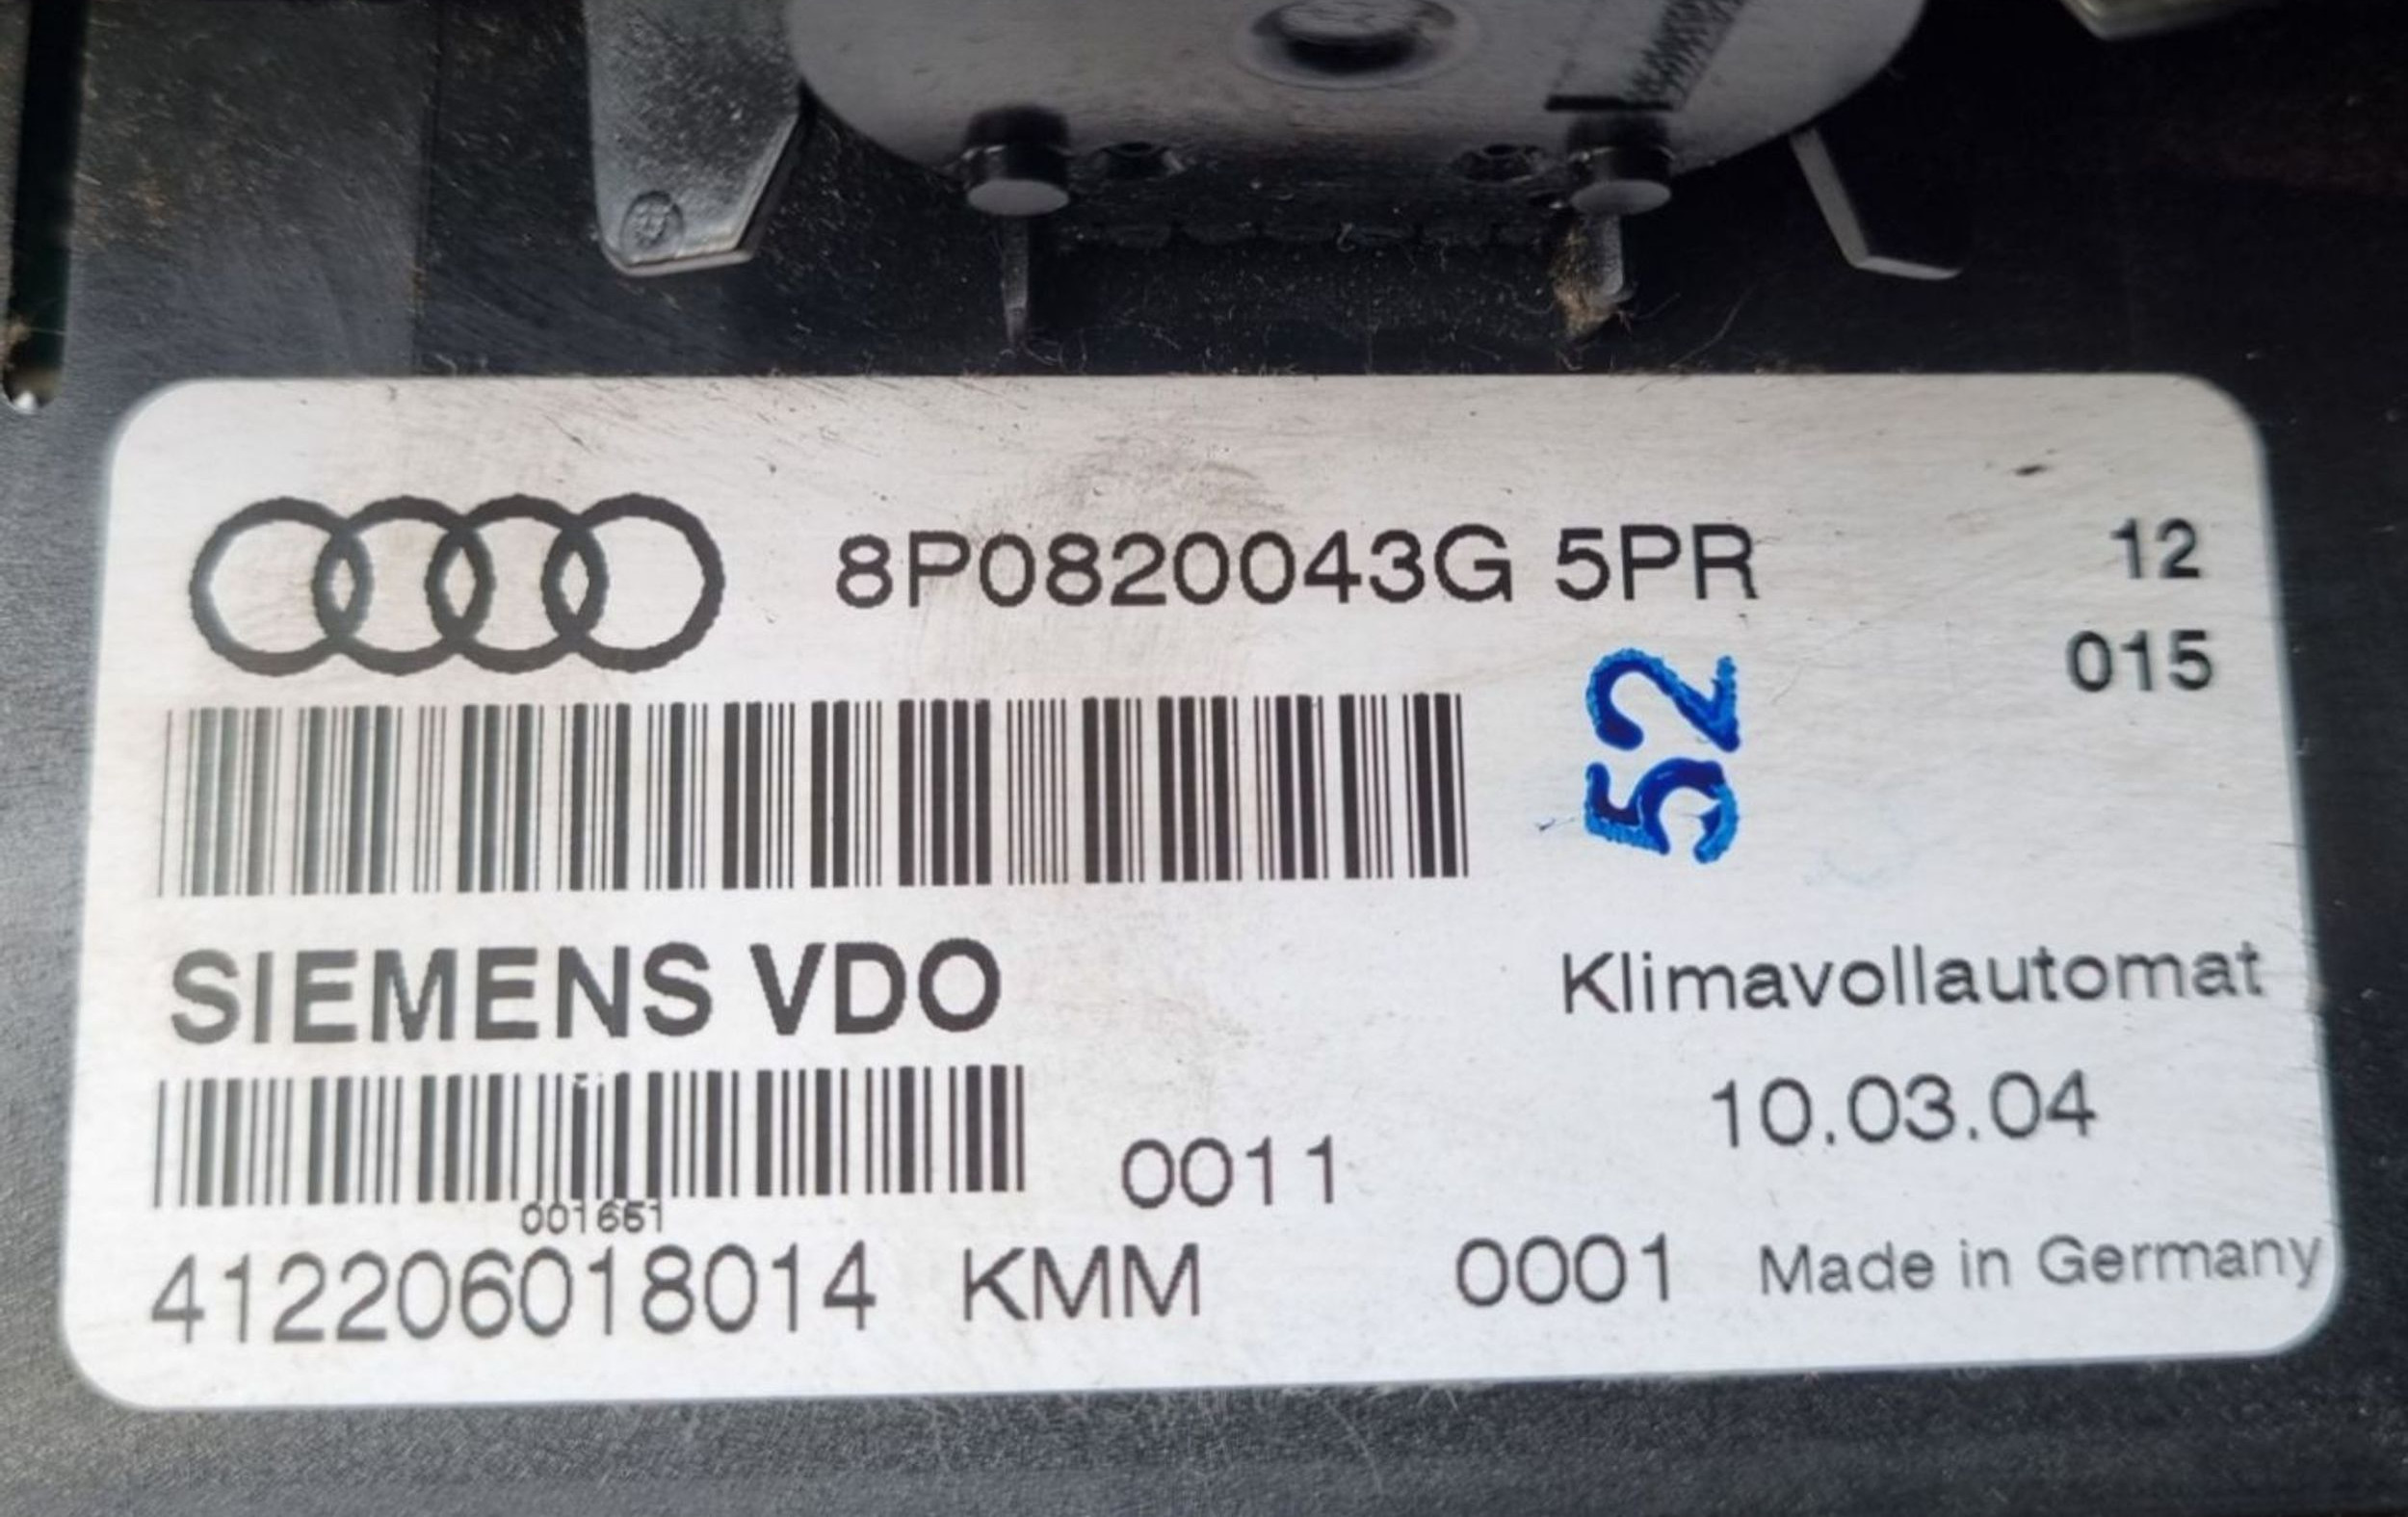 8P0820043G 5PR
12
015
52
SIEMENS VDO
Klimavollautomat
10.03.04
0011
001651
412206018014 KMM
0001 Made in Germany